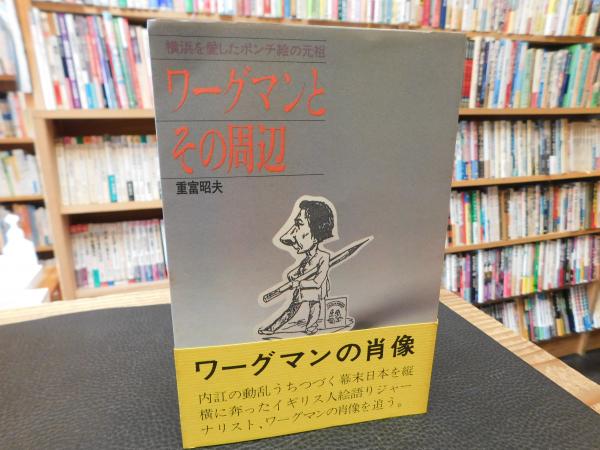 横浜を愛したポンチ絵の元祖
ワーグマンと
その周辺
重富昭夫
ワーグマンの肖像
内訌の動乱うちつづく幕末日本を縦
横に奔ったイギリス人絵語りジャー
ナリスト、ワーグマンの肖像を追う。